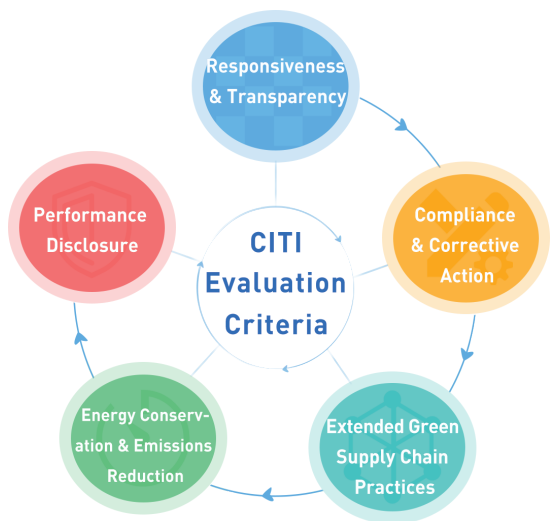 Responsiveness
& Transparency
Compliance
& Corrective
Action
Extended Green
Supply Chain
Practices
Energy Conserv-
ation & Emissions
Reduction
Performance
Disclosure
CITI
Evaluation
Criteria